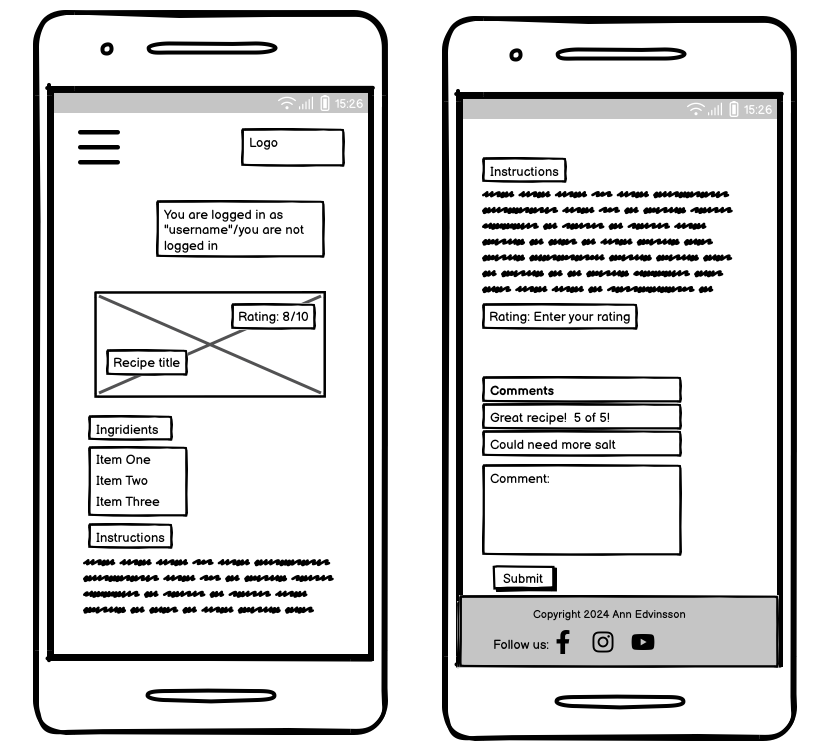 15:26
Logo
You are logged in as
"username"/you are not
logged in
Rating: 8/10
Recipe title
Ingridients
Item One
Item Two
Item Three
Instructions
15:26
Instructions
Rating: Enter your rating
Comments
Great recipe! 5 of 5!
Could need more salt
Comment:
Submit
Copyright 2024 Ann Edvinsson
Follow us: